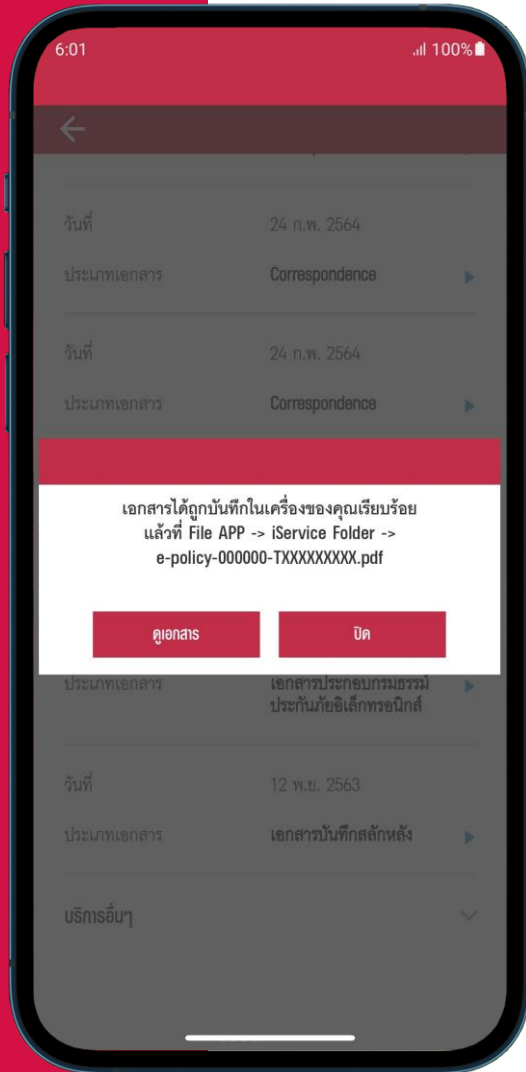 6:01 100%
วันที่ 24 ก.พ. 2564
ประเภทเอกสาร Correspondence
วันที่ 24 ก.พ. 2564
ประเภทเอกสาร Correspondence
เอกสารได้ถูกบันทึกในเครื่องของคุณเรียบร้อย
แล้วที่ File APP -> iService Folder ->
e-policy-000000-TXXXXXXXXX.pdf
ดูเอกสาร ปิด
ประเภทเอกสาร เอกสารประกอบกรมธรรม์
ประกันภัยอิเล็กทรอนิกส์
วันที่ 12 พ.ย. 2563
ประเภทเอกสาร เอกสารบันทึกสลักหลัง
บริการอื่นๆ